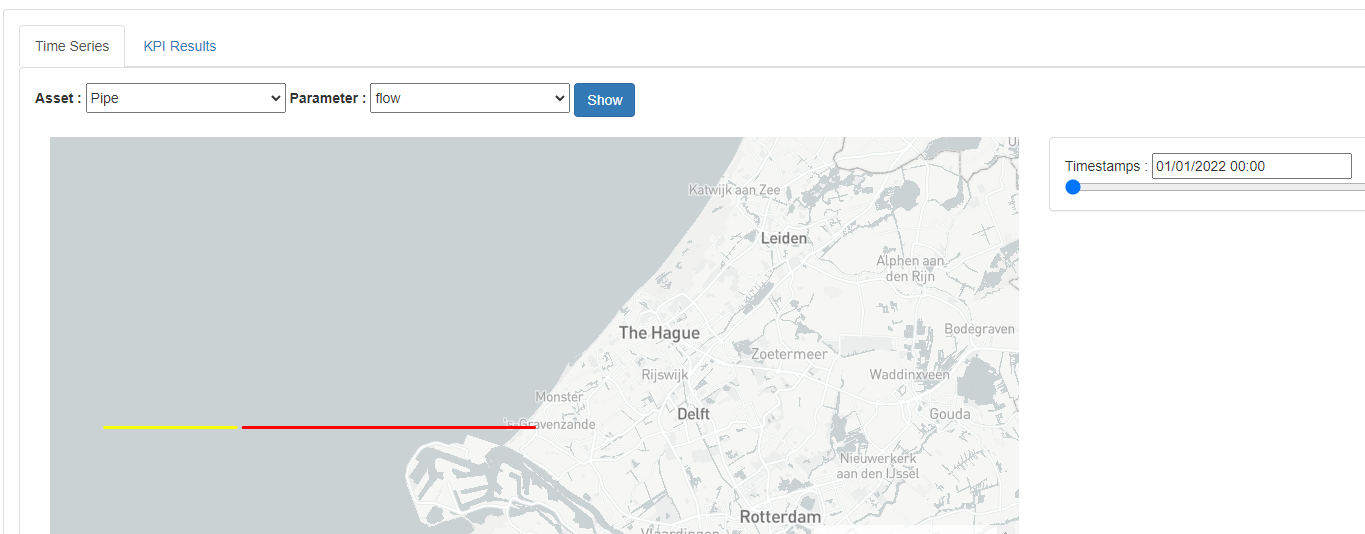 Time Series KPI Results
Asset : Pipe Parameter : flow Show
Timestamps : 01/01/2022 00:00
Katwijk aan Zee
Leiden
Alphen aan
den Rijn
The Hague
Bodegraven
Zoetermeer
Rijswijk
Waddinxveen
Monster
Delft
Gouda
's-Gravenzande
Nieuwerkerk
aan den IJssel
Rotterdam
Vlaardingen